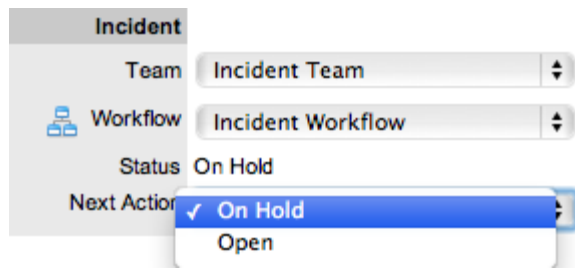 Incident
Team Incident Team
Workflow Incident Workflow
Status On Hold
Next Action ✓ On Hold
Open